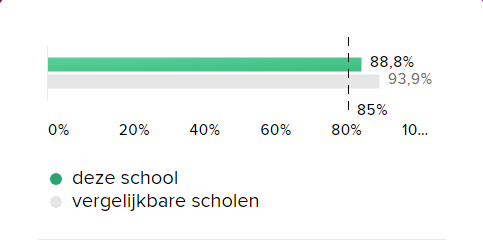 88,8%
93,9%
85%
0% 20% 40% 60% 80% 10...
deze school
vergelijkbare scholen